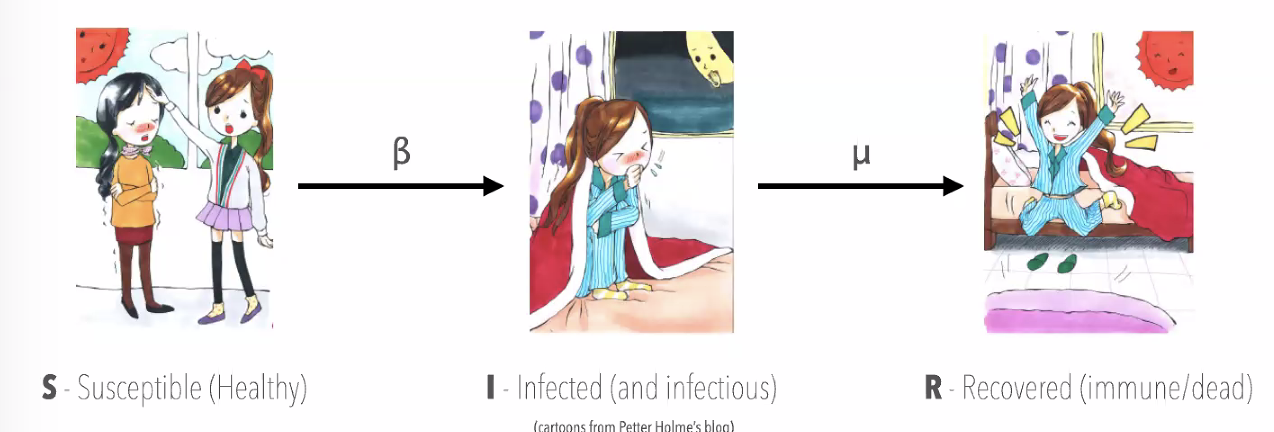 β
μ
S - Susceptible (Healthy)
I - Infected (and infectious)
R - Recovered (immune/dead)
(cartoons from Petter Holme's blog)